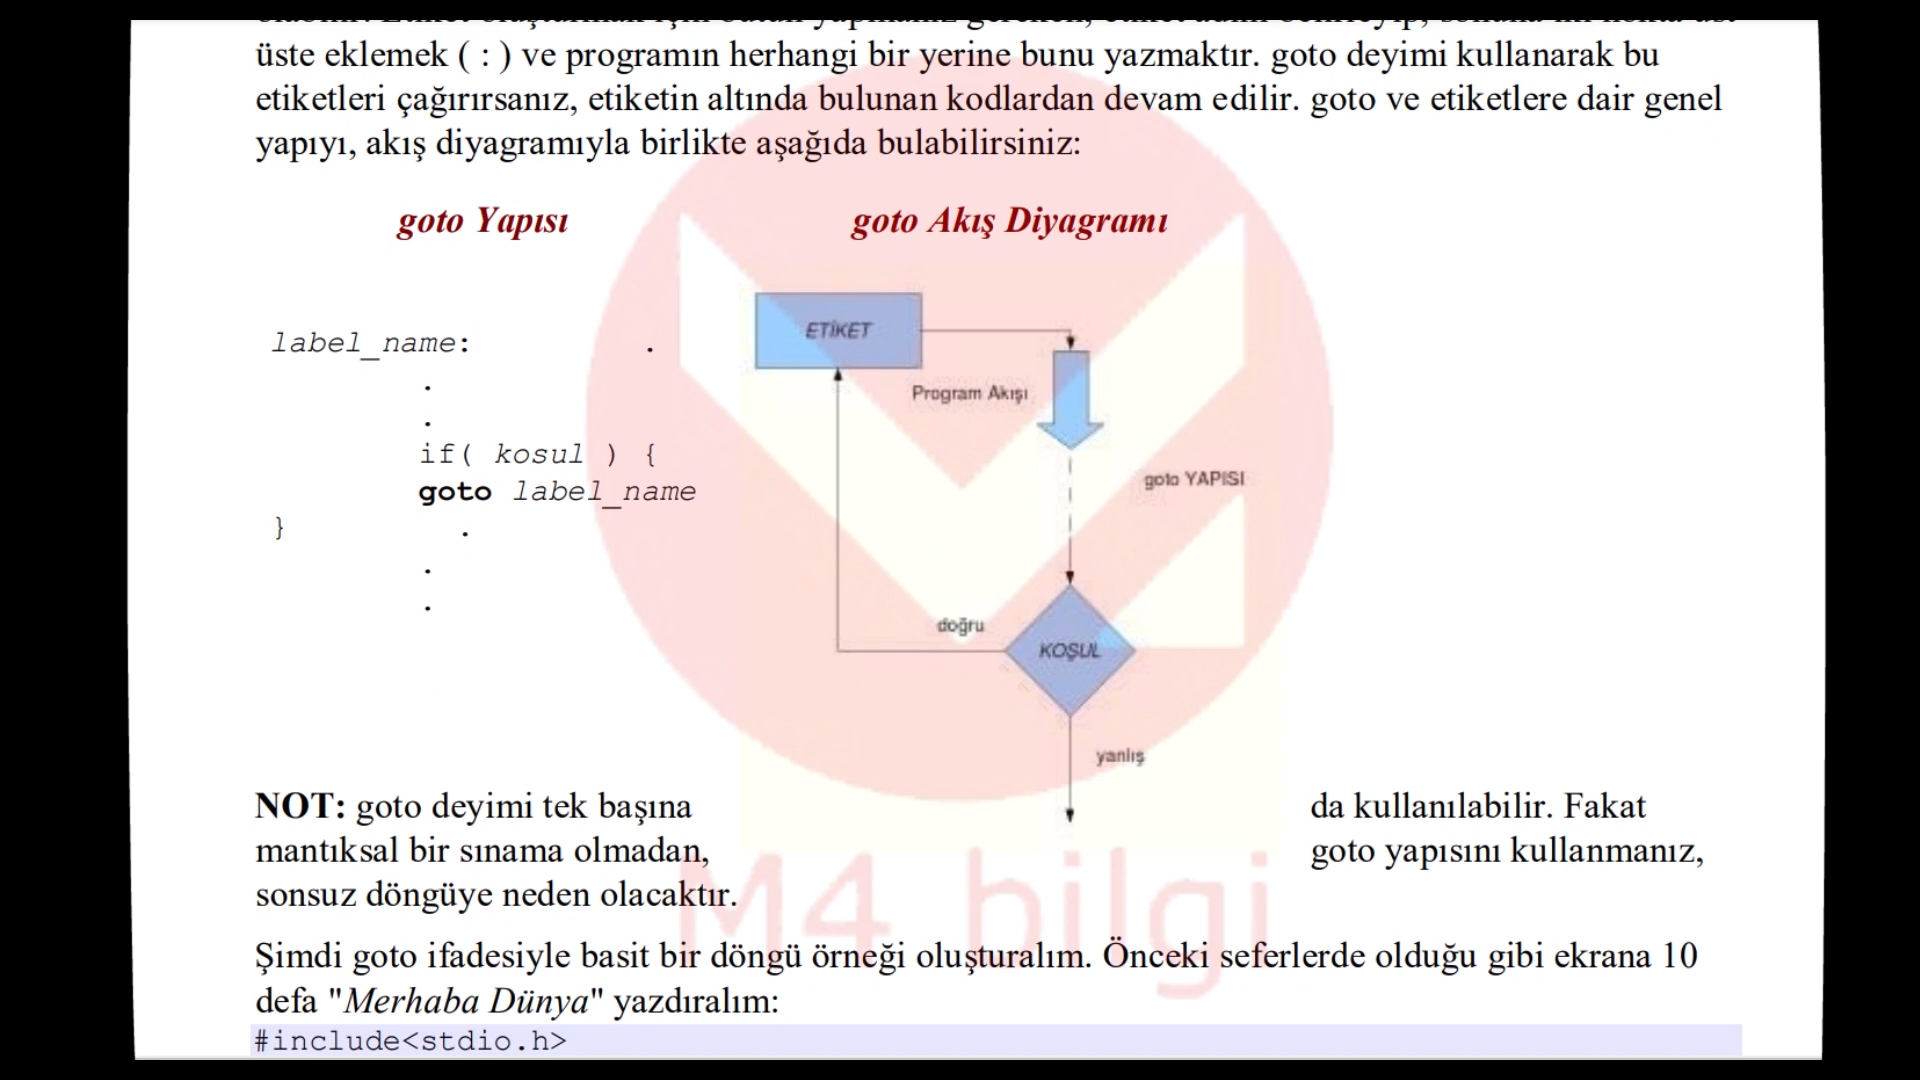 üste eklemek ( : ) ve programın herhangi bir yerine bunu yazmaktır. goto deyimi kullanarak bu
etiketleri çağırırsanız, etiketin altında bulunan kodlardan devam edilir. goto ve etiketlere dair genel
yapıyı, akış diyagramıyla birlikte aşağıda bulabilirsiniz:
goto Yapısı
goto Akış Diyagramı
label_name: .
.
.
if( kosul ) {
goto label_name
} .
.
.
ETİKET
Program Akışı
goto YAPISI
doğru
KOŞUL
yanlış
NOT: goto deyimi tek başına da kullanılabilir. Fakat
mantıksal bir sınama olmadan, goto yapısını kullanmanız,
sonsuz döngüye neden olacaktır.
M4 bilgi
Şimdi goto ifadesiyle basit bir döngü örneği oluşturalım. Önceki seferlerde olduğu gibi ekrana 10
defa "Merhaba Dünya" yazdıralım:
#include<stdio.h>